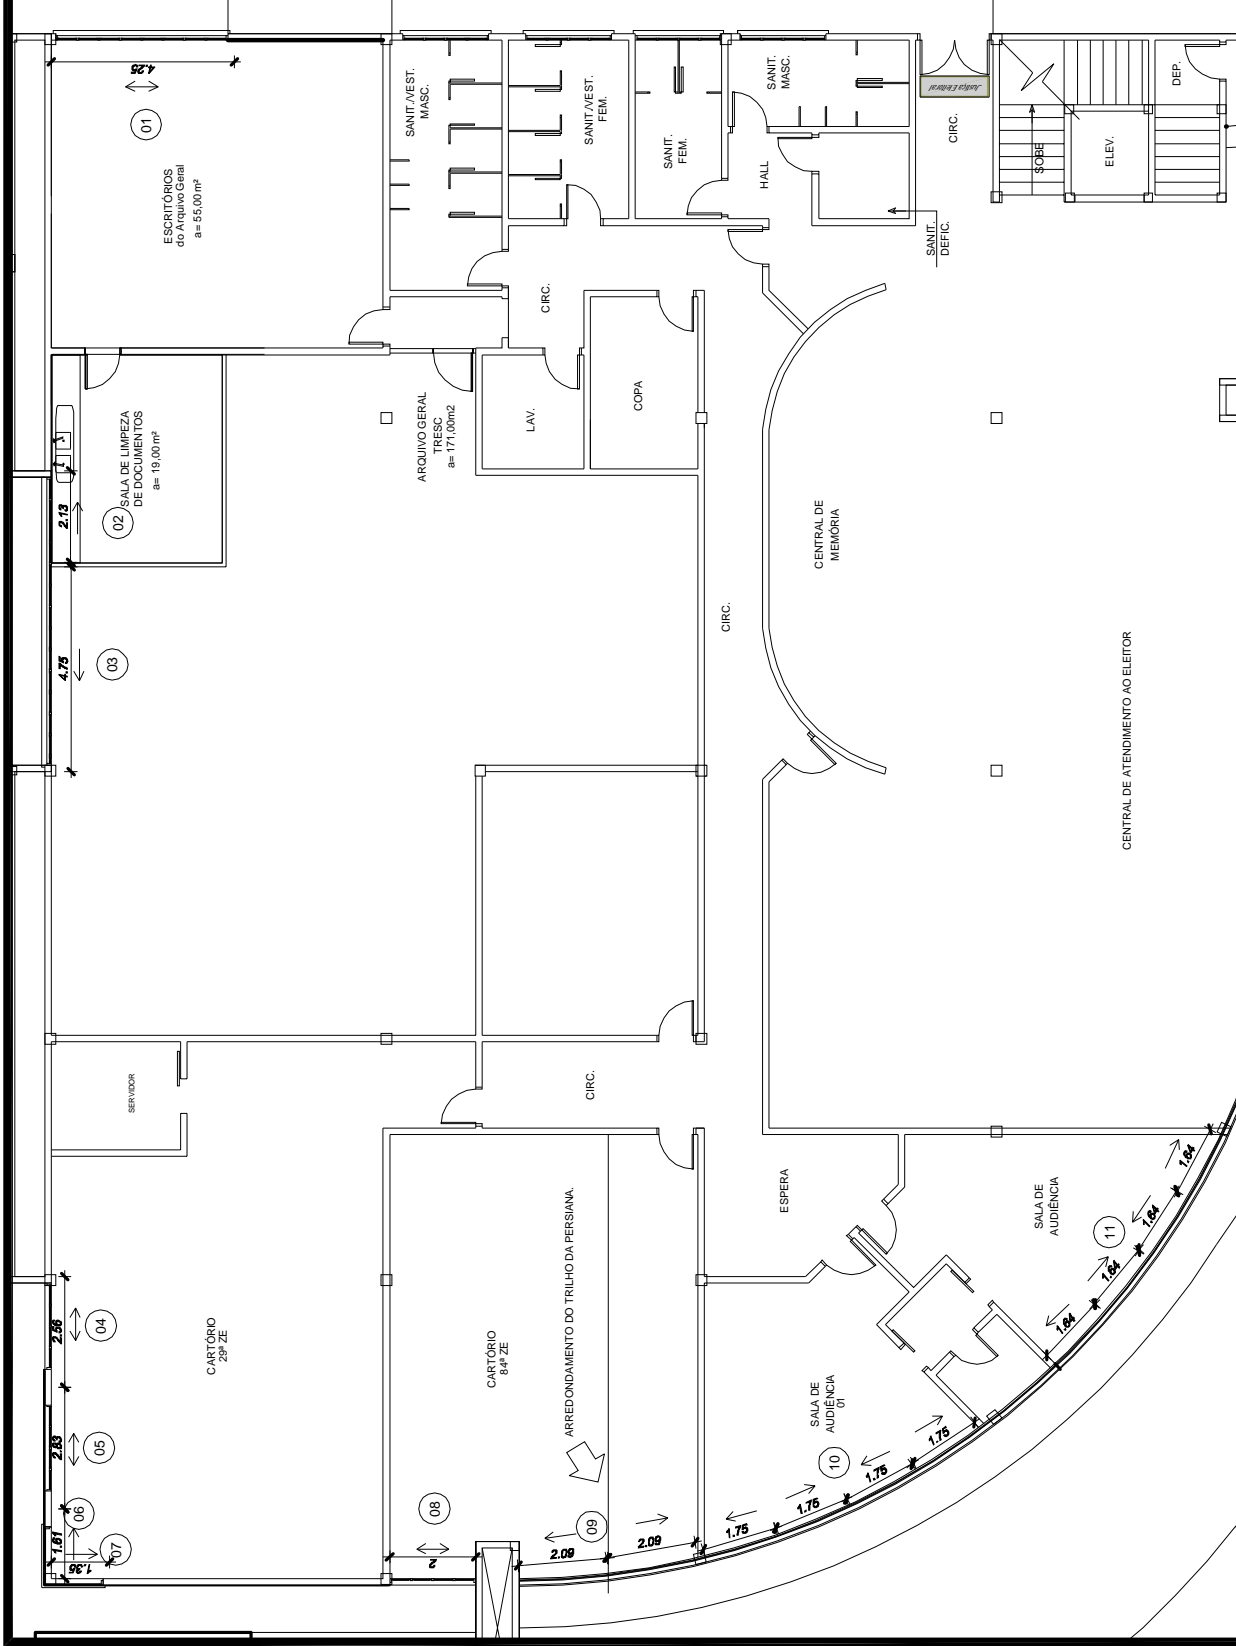 4.25
01
ESCRITÓRIOS
do Arquivo Geral
a= 55,00 m²
SANIT./VEST.
MASC.
SANIT./VEST.
FEM.
SANIT.
FEM.
SANIT.
MASC.
HALL
Justiça Eleitoral
CIRC.
SOBE
ELEV.
DEP.
SANIT.
DEFIC.
CIRC.
SALA DE LIMPEZA
DE DOCUMENTOS
a= 19,00 m²
02
2.13
ARQUIVO GERAL
TRESC
a= 171,00m2
LAV.
COPA
4.75
03
CENTRAL DE
MEMÓRIA
CIRC.
CENTRAL DE ATENDIMENTO AO ELEITOR
SERVIDOR
CIRC.
ESPERA
SALA DE
AUDIÊNCIA
11
1.64
1.64
1.64
1.64
2.56
04
CARTÓRIO
29ª ZE
2.83
05
06
1.61
07
1.35
CARTÓRIO
84ª ZE
ARREDONDAMENTO DO TRILHO DA PERSIANA.
08
2
09
2.09
2.09
SALA DE
AUDIÊNCIA
01
10
1.75
1.75
1.75
1.75